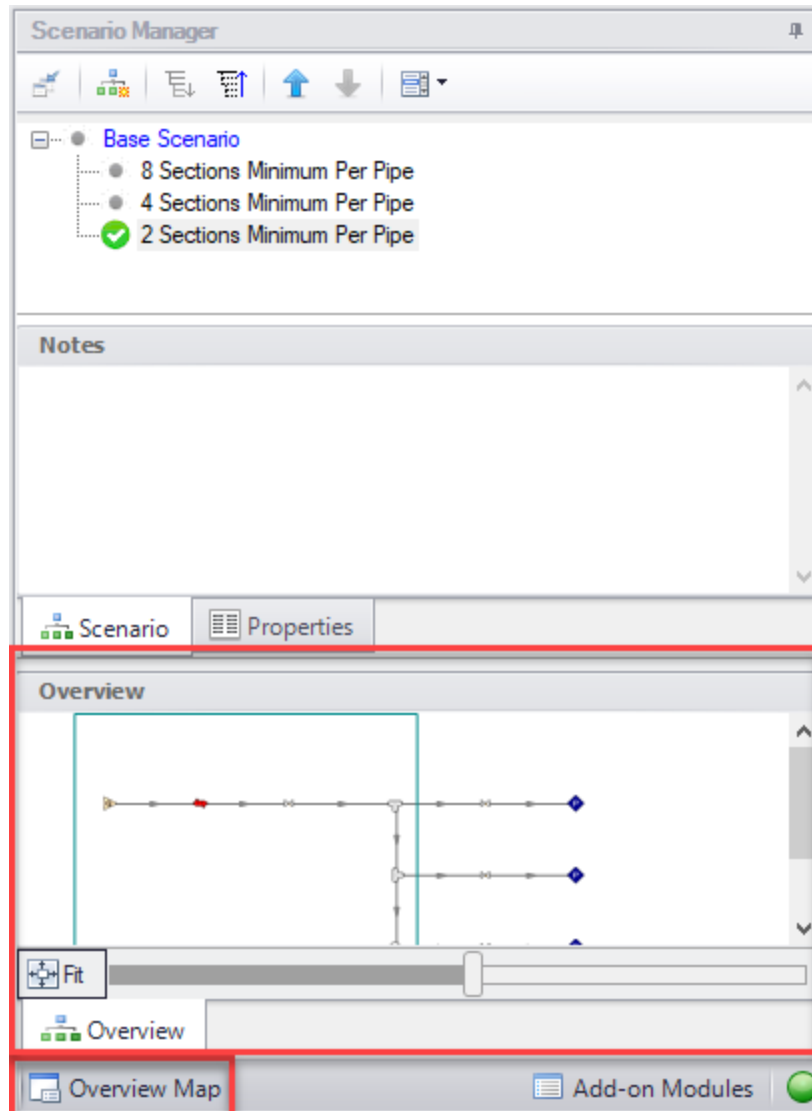 Scenario Manager
Base Scenario
8 Sections Minimum Per Pipe
4 Sections Minimum Per Pipe
2 Sections Minimum Per Pipe
Notes
Scenario Properties
Overview
Fit
Overview
Overview Map Add-on Modules